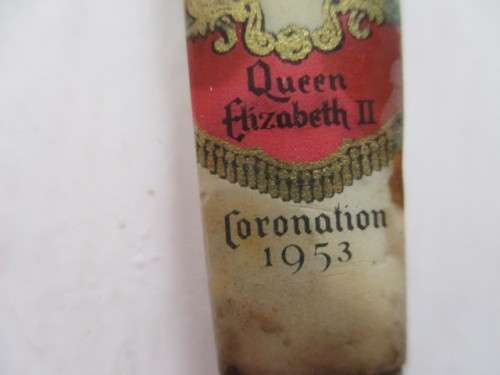 Queen
Elizabeth II
Coronation
1953